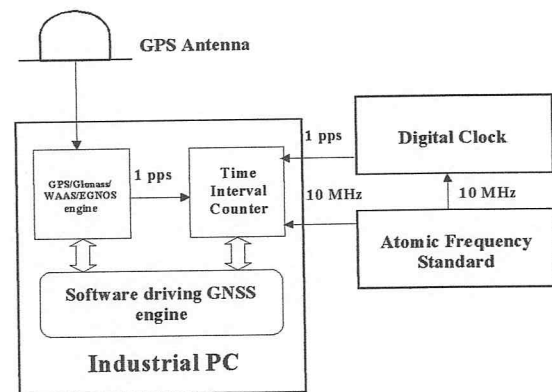 GPS Antenna
1 pps
Digital Clock
GPS/Glonass/
WAAS/EGNOS
engine
1 pps
Time
Interval
Counter
10 MHz
10 MHz
Atomic Frequency
Standard
Software driving GNSS
engine
Industrial PC